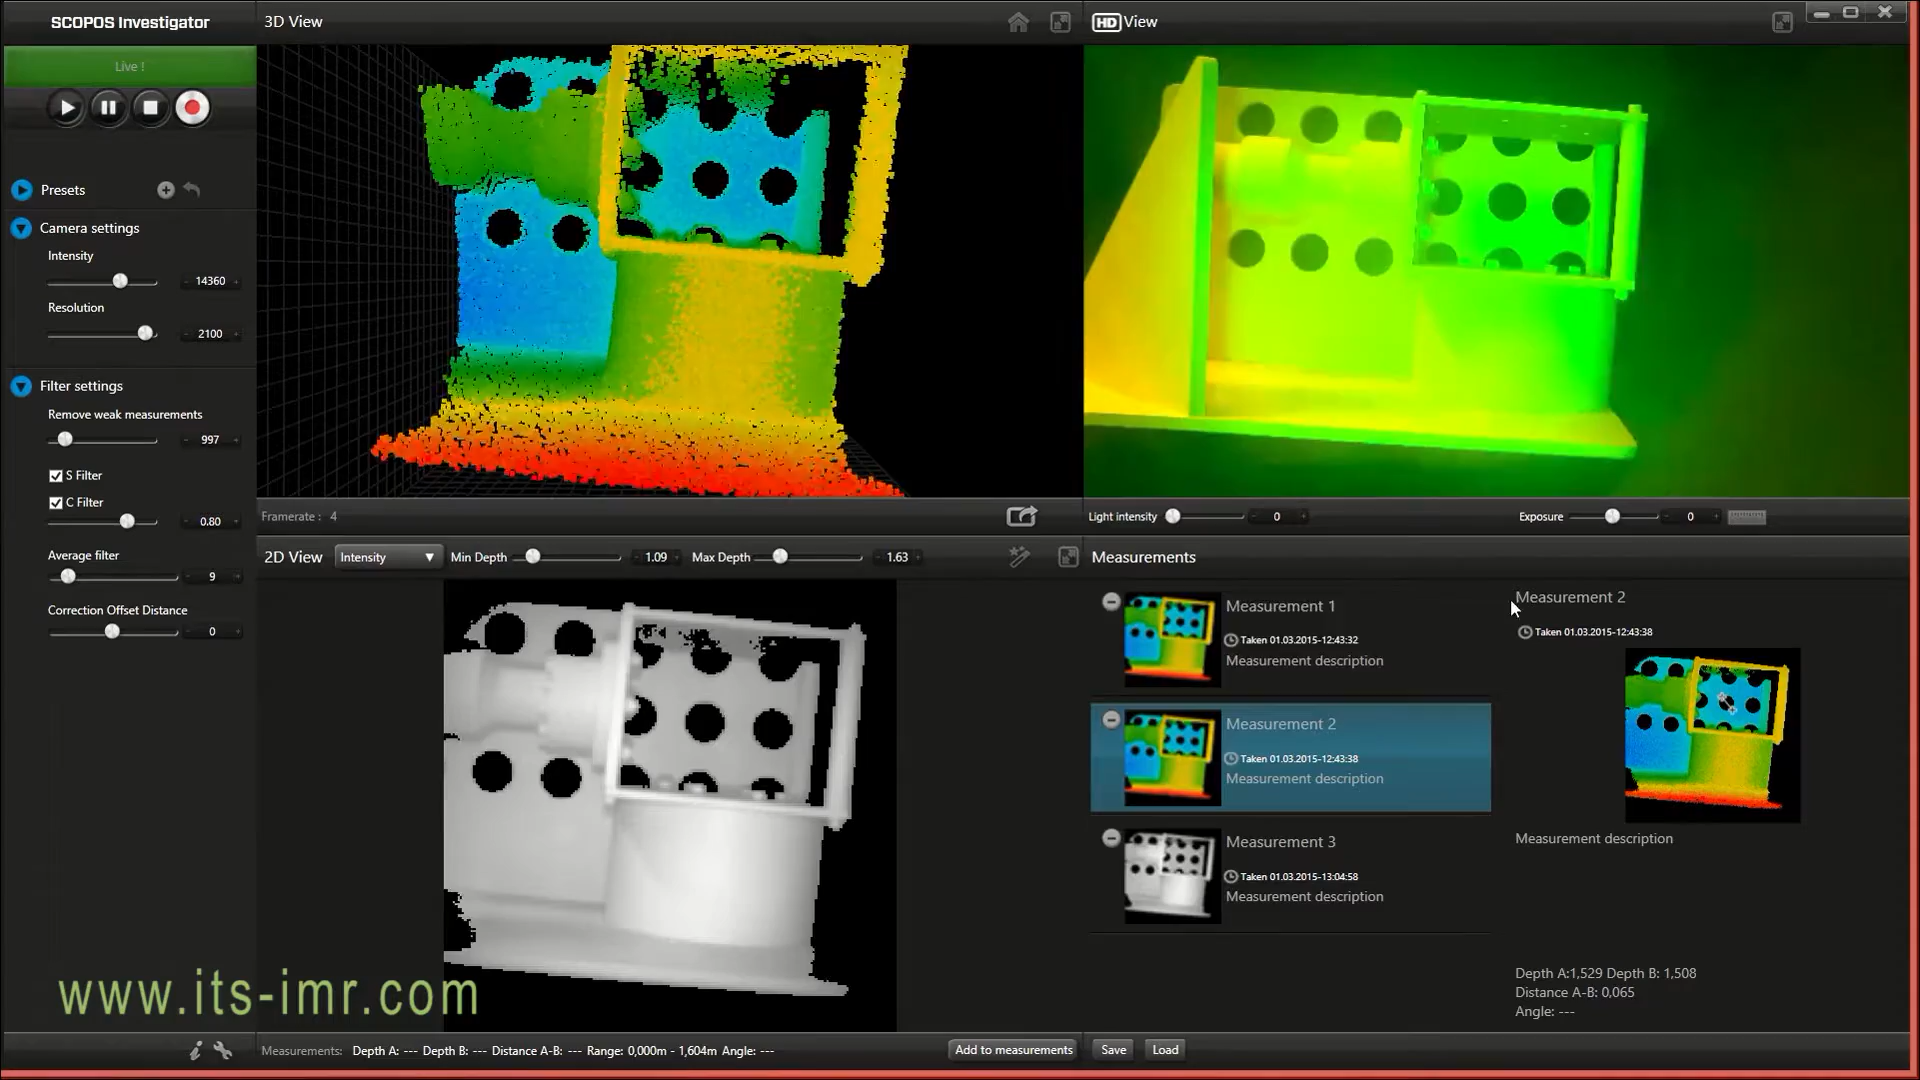 SCOPOS Investigator
Live !
Presets
Camera settings
Intensity
14360
Resolution
2100
Filter settings
Remove weak measurements
997
S Filter
C Filter
0.80
Average filter
9
Correction Offset Distance
0
3D View
Framerate : 4
HD View
Light intensity 0
Exposure 0
2D View Intensity Min Depth 1.09 Max Depth 1.63
Measurements
Measurement 1
Taken 01.03.2015-12:43:32
Measurement description
Measurement 2
Taken 01.03.2015-12:43:38
Measurement description
Measurement 3
Taken 01.03.2015-13:04:58
Measurement description
Measurement 2
Taken 01.03.2015-12:43:38
Measurement description
Depth A:1,529 Depth B: 1,508
Distance A-B: 0,065
Angle: ---
www.its-imr.com
Measurements: Depth A: --- Depth B: --- Distance A-B: --- Range: 0,000m - 1,604m Angle: ---
Add to measurements
Save
Load